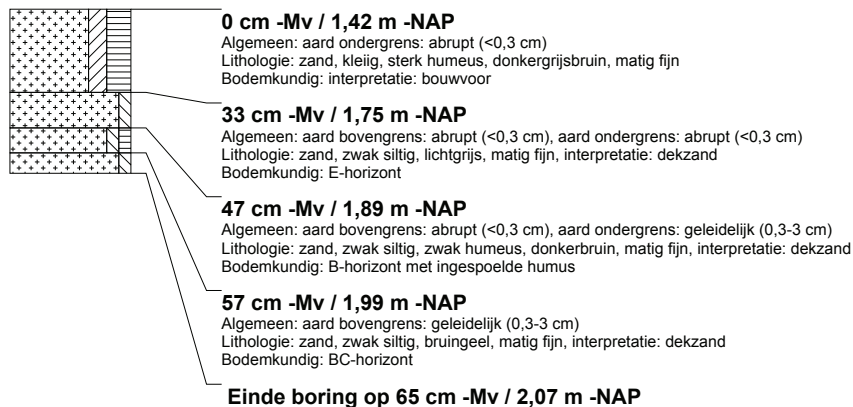 0 cm -Mv / 1,42 m -NAP
Algemeen: aard ondergrens: abrupt (<0,3 cm)
Lithologie: zand, kleiig, sterk humeus, donkergrijsbruin, matig fijn
Bodemkundig: interpretatie: bouwvoor
33 cm -Mv / 1,75 m -NAP
Algemeen: aard bovengrens: abrupt (<0,3 cm), aard ondergrens: abrupt (<0,3 cm)
Lithologie: zand, zwak siltig, lichtgrijs, matig fijn, interpretatie: dekzand
Bodemkundig: E-horizont
47 cm -Mv / 1,89 m -NAP
Algemeen: aard bovengrens: abrupt (<0,3 cm), aard ondergrens: geleidelijk (0,3-3 cm)
Lithologie: zand, zwak siltig, zwak humeus, donkerbruin, matig fijn, interpretatie: dekzand
Bodemkundig: B-horizont met ingespoelde humus
57 cm -Mv / 1,99 m -NAP
Algemeen: aard bovengrens: geleidelijk (0,3-3 cm)
Lithologie: zand, zwak siltig, bruingeel, matig fijn, interpretatie: dekzand
Bodemkundig: BC-horizont
Einde boring op 65 cm -Mv / 2,07 m -NAP